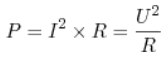 P = I² × R = U²/R